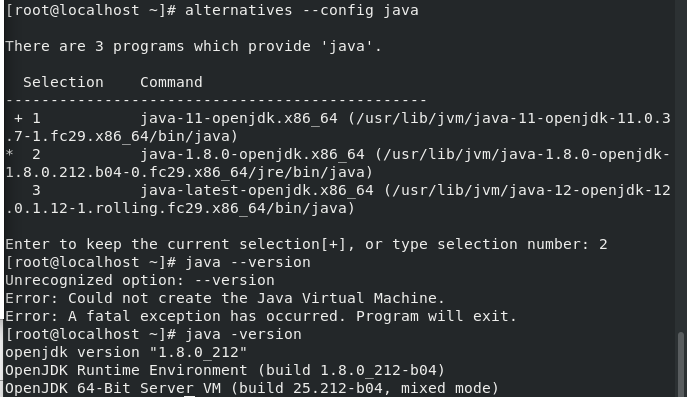 [root@localhost ~]# alternatives --config java
There are 3 programs which provide 'java'.
  Selection    Command
-----------------------------------------------
 + 1           java-11-openjdk.x86_64 (/usr/lib/jvm/java-11-openjdk-11.0.3
.7-1.fc29.x86_64/bin/java)
*  2           java-1.8.0-openjdk.x86_64 (/usr/lib/jvm/java-1.8.0-openjdk-
1.8.0.212.b04-0.fc29.x86_64/jre/bin/java)
   3           java-latest-openjdk.x86_64 (/usr/lib/jvm/java-12-openjdk-12
.0.1.12-1.rolling.fc29.x86_64/bin/java)
Enter to keep the current selection[+], or type selection number: 2
[root@localhost ~]# java --version
Unrecognized option: --version
Error: Could not create the Java Virtual Machine.
Error: A fatal exception has occurred. Program will exit.
[root@localhost ~]# java -version
openjdk version "1.8.0_212"
OpenJDK Runtime Environment (build 1.8.0_212-b04)
OpenJDK 64-Bit Server VM (build 25.212-b04, mixed mode)